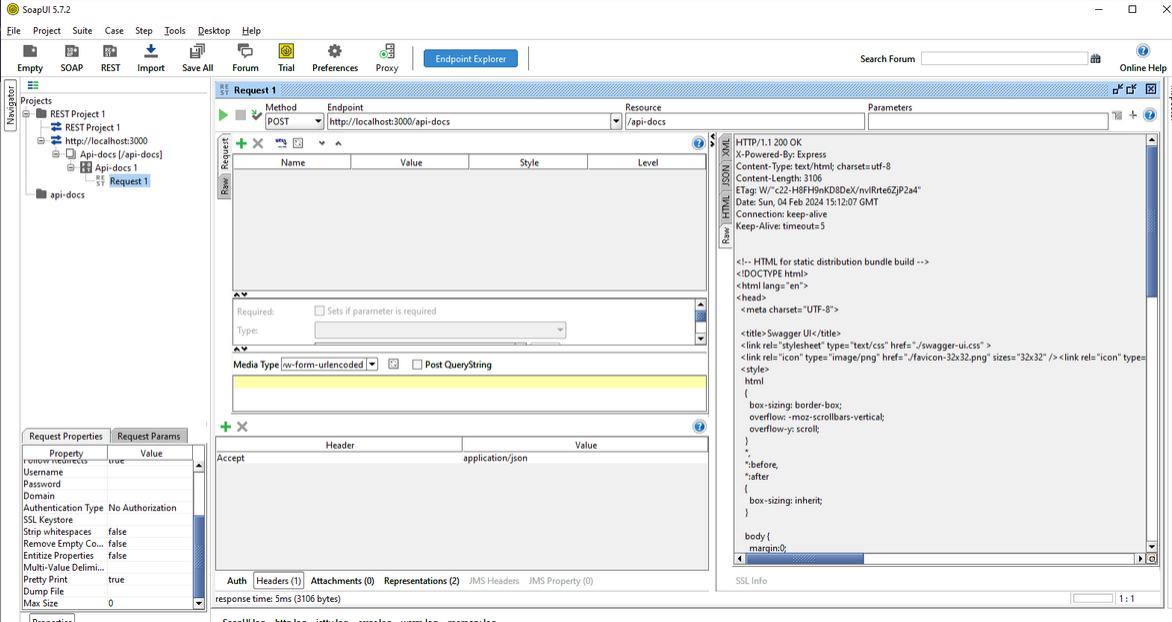 SoapUI 5.7.2
File Project Suite Case Step Tools Desktop Help
Empty SOAP REST Import Save All Forum Trial Preferences Proxy
Endpoint Explorer
Search Forum
Online Help
Navigator
Projects
REST Project 1
REST Project 1
http://localhost:3000
Api-docs [/api-docs]
Api-docs 1
REST Request 1
api-docs
Request Properties Request Params
Property Value
Follow Redirects true
Username
Password
Domain
Authentication Type No Authorization
SSL Keystore
Strip whitespaces false
Remove Empty Co... false
Entitize Properties false
Multi-Value Delimi...
Pretty Print true
Dump File
Max Size 0
Properties
REST Request 1
Method Endpoint Resource Parameters
POST http://localhost:3000/api-docs /api-docs
Request
Raw
Name Value Style Level
Required: Sets if parameter is required
Type:
Media Type w-form-urlencoded Post QueryString
Header Value
Accept application/json
Auth Headers (1) Attachments (0) Representations (2) JMS Headers JMS Property (0)
response time: 5ms (3106 bytes)
XML
JSON
HTML
Raw
HTTP/1.1 200 OK
X-Powered-By: Express
Content-Type: text/html; charset=utf-8
Content-Length: 3106
ETag: W/"c22-H8FH9nKD8DeX/nvIRrte6ZjP2a4"
Date: Sun, 04 Feb 2024 15:12:07 GMT
Connection: keep-alive
Keep-Alive: timeout=5
<!-- HTML for static distribution bundle build -->
<!DOCTYPE html>
<html lang="en">
<head>
<meta charset="UTF-8">
<title>Swagger UI</title>
<link rel="stylesheet" type="text/css" href="./swagger-ui.css" >
<link rel="icon" type="image/png" href="./favicon-32x32.png" sizes="32x32" /><link rel="icon" type=
<style>
html
{
box-sizing: border-box;
overflow: -moz-scrollbars-vertical;
overflow-y: scroll;
}
*,
*:before,
*:after
{
box-sizing: inherit;
}
body {
margin:0;
SSL Info
1 : 1
SoapUI log http log jetty log error log wsrm log memory log